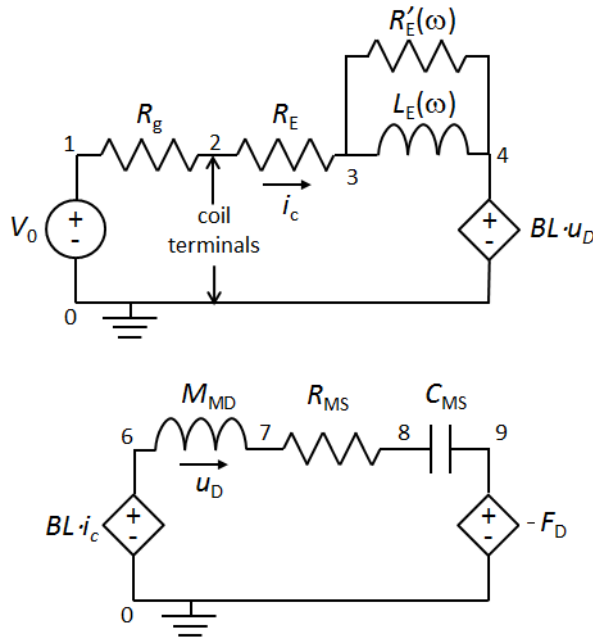 R′E(ω)
Rg
RE
LE(ω)
1
2
3
4
ic
coil
terminals
V0
+
-
+
-
BL·uD
0
MMD
RMS
CMS
6
7
8
9
uD
BL·ic
+
-
+
-
- FD
0